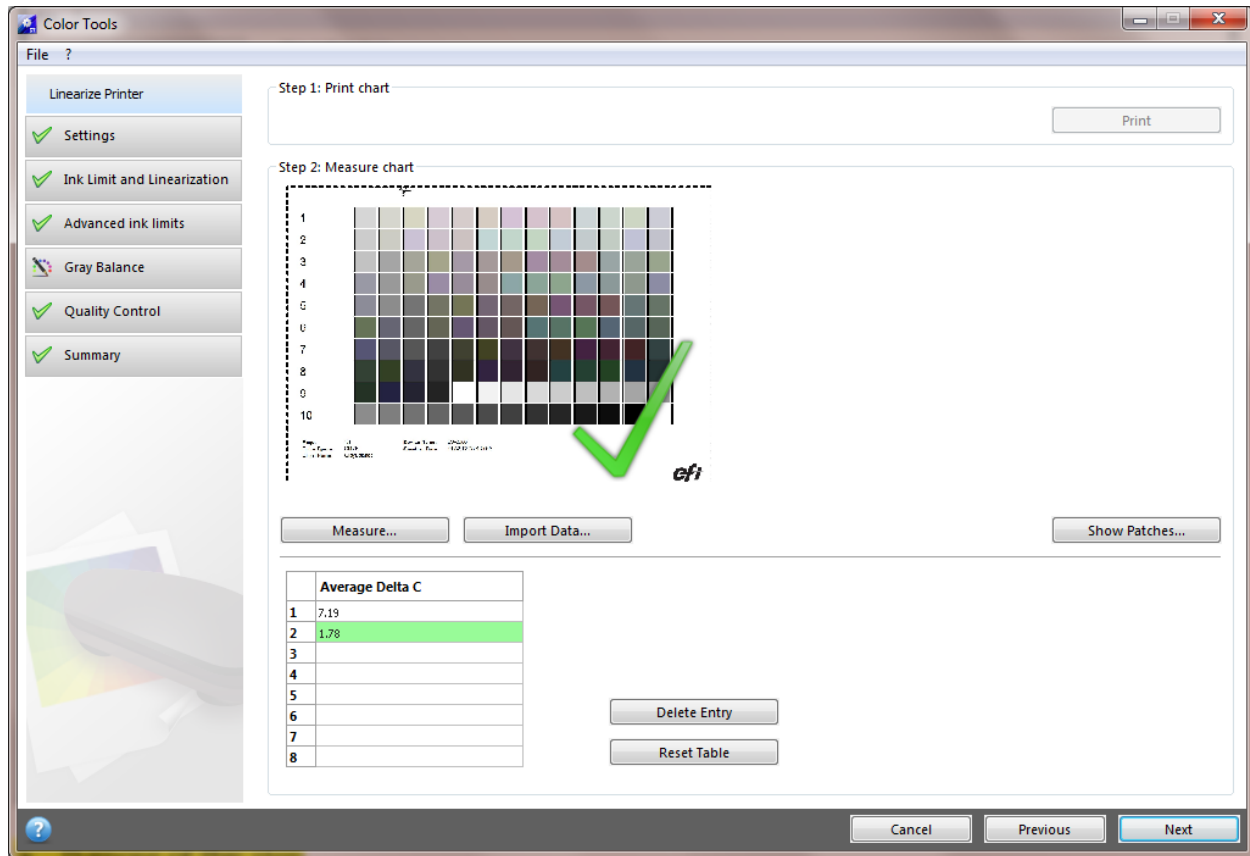 Color Tools
File ?
Linearize Printer
Settings
Ink Limit and Linearization
Advanced ink limits
Gray Balance
Quality Control
Summary
Step 1: Print chart
Print
Step 2: Measure chart
1
2
3
4
7
8
10
efi
Measure...
Import Data...
Show Patches...
Average Delta C
1 7.19
2 1.78
3
4
5
6
7
8
Delete Entry
Reset Table
?
Cancel
Previous
Next